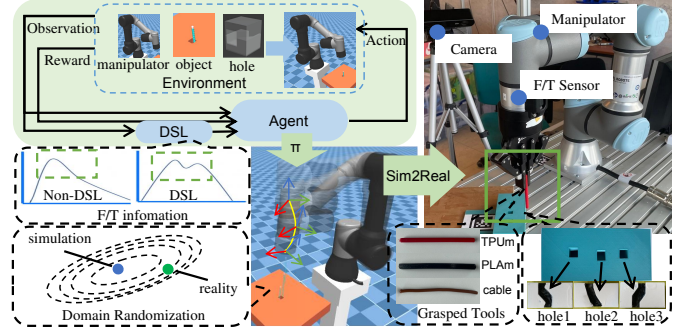 Observation
Reward
manipulator
object
hole
Environment
Action
DSL
Agent
π
Sim2Real
Camera
Manipulator
F/T Sensor
Non-DSL
DSL
F/T infomation
simulation
reality
Domain Randomization
TPUm
PLAm
cable
Grasped Tools
hole1
hole2
hole3